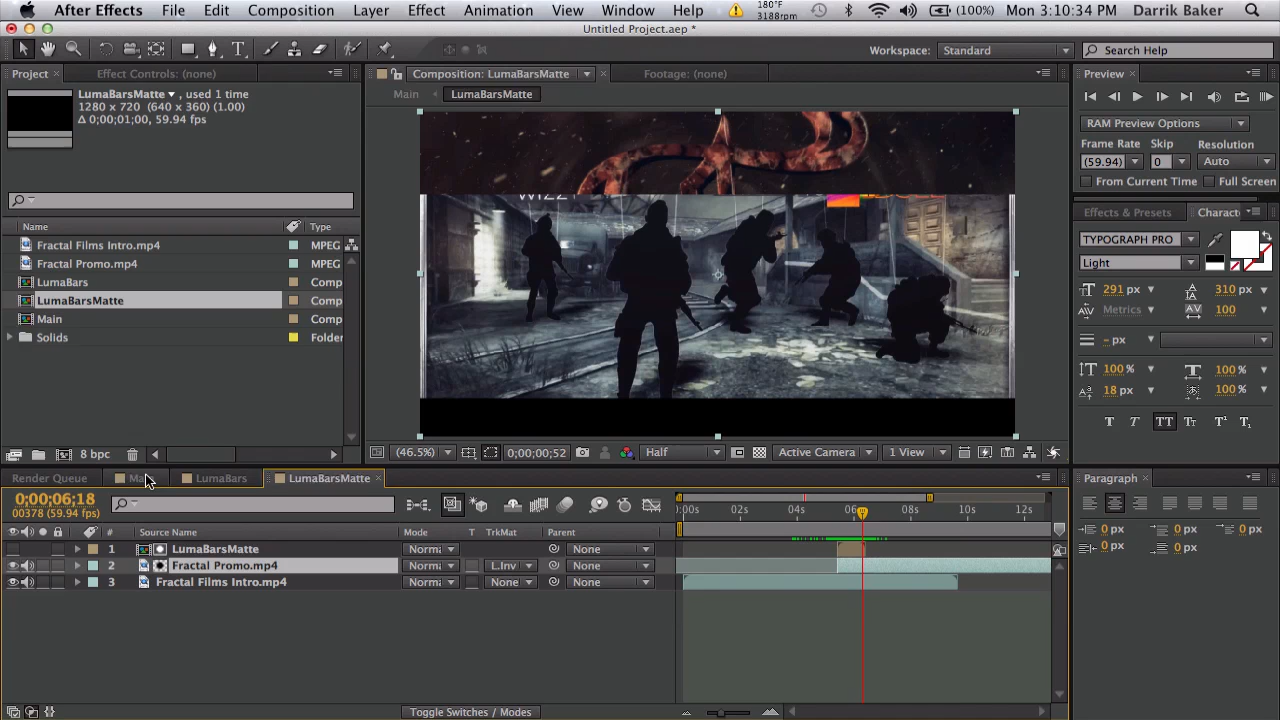 After Effects File Edit Composition Layer Effect Animation View Window Help 180°F 3188rpm (100%) Mon 3:10:34 PM Darrik Baker
Untitled Project.aep *
Workspace: Standard Search Help
Project Effect Controls: (none) Composition: LumaBarsMatte Footage: (none) Preview
Main LumaBarsMatte
LumaBarsMatte, used 1 time
1280 x 720 (640 x 360) (1.00)
Δ 0;00;01;00, 59.94 fps
RAM Preview Options
Frame Rate Skip Resolution
(59.94) 0 Auto
From Current Time Full Screen
Name Type
Fractal Films Intro.mp4 MPEG
Fractal Promo.mp4 MPEG
LumaBars Comp
LumaBarsMatte Comp
Main Comp
Solids Folder
WIZZ
Effects & Presets Charact
TYPOGRAPH PRO
Light
291 px 310 px
Metrics 100
- px
100 % 100 %
18 px 100 %
T T TT Tt T¹ T₁
8 bpc (46.5%) 0;00;00;52 Half Active Camera 1 View
Render Queue Ma LumaBars LumaBarsMatte Paragraph
0;00;06;18
00378 (59.94 fps)
:00s 02s 04s 06s 08s 10s 12s
# Source Name Mode T TrkMat Parent
1 LumaBarsMatte Norma None
2 Fractal Promo.mp4 Norma L.Inv None
3 Fractal Films Intro.mp4 Norma None None
0 px 0 px 0 px
0 px 0 px
Toggle Switches / Modes